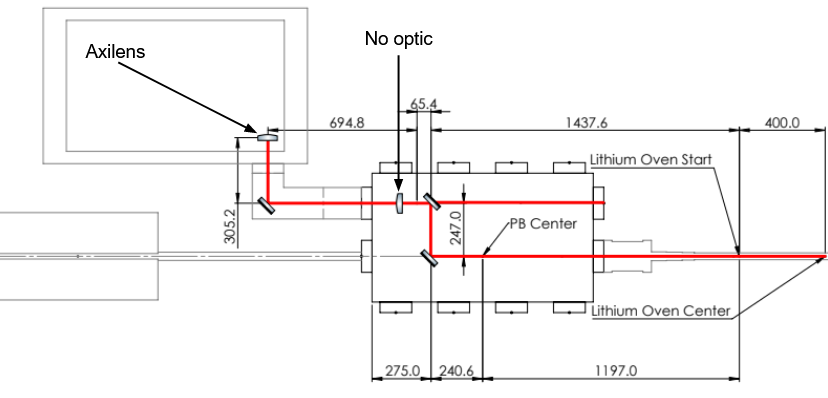 No optic
Axilens
65.4
694.8
1437.6
400.0
Lithium Oven Start
305.2
247.0
PB Center
Lithium Oven Center
275.0
240.6
1197.0